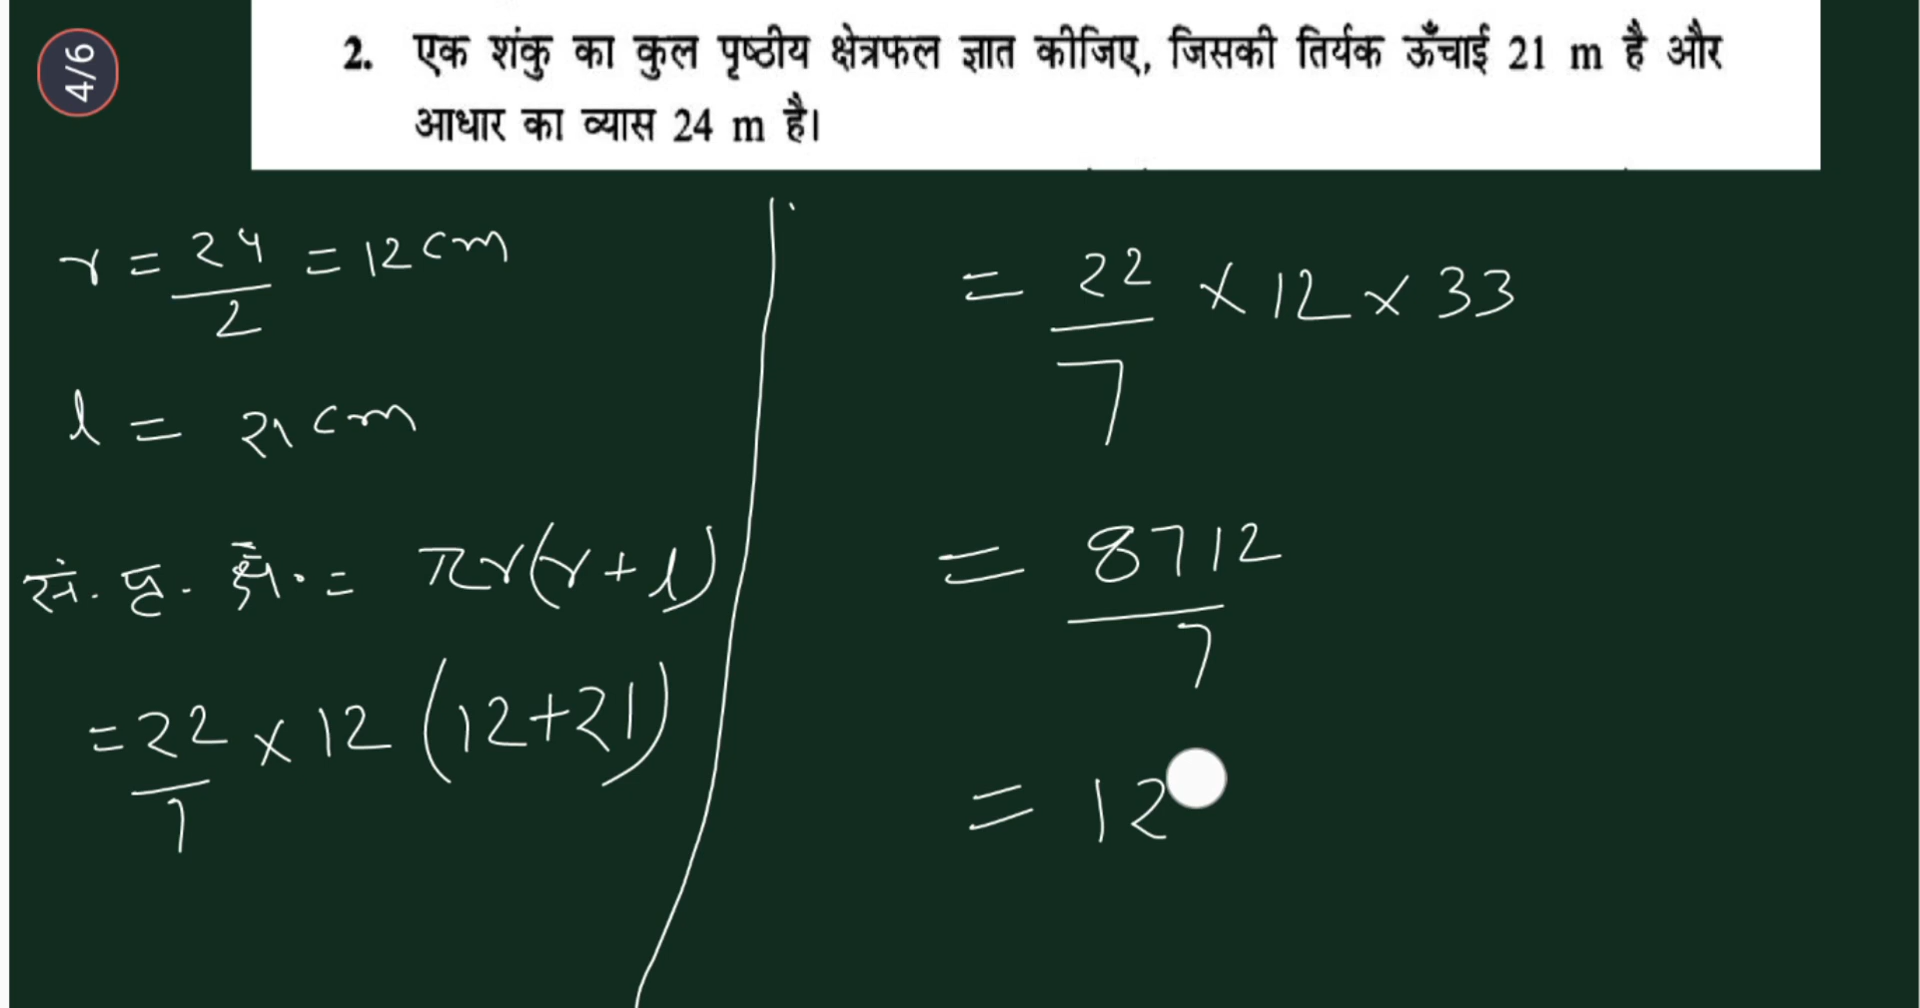 4/6
2. एक शंकु का कुल पृष्ठीय क्षेत्रफल ज्ञात कीजिए, जिसकी तिर्यक ऊँचाई 21 m है और
आधार का व्यास 24 m है।
r = 24/2 = 12 cm
l = 21 cm
सं. पृ. क्षे. = πr(r + l)
= 22/7 × 12 (12+21)
= 22/7 × 12 × 33
= 8712/7
= 12